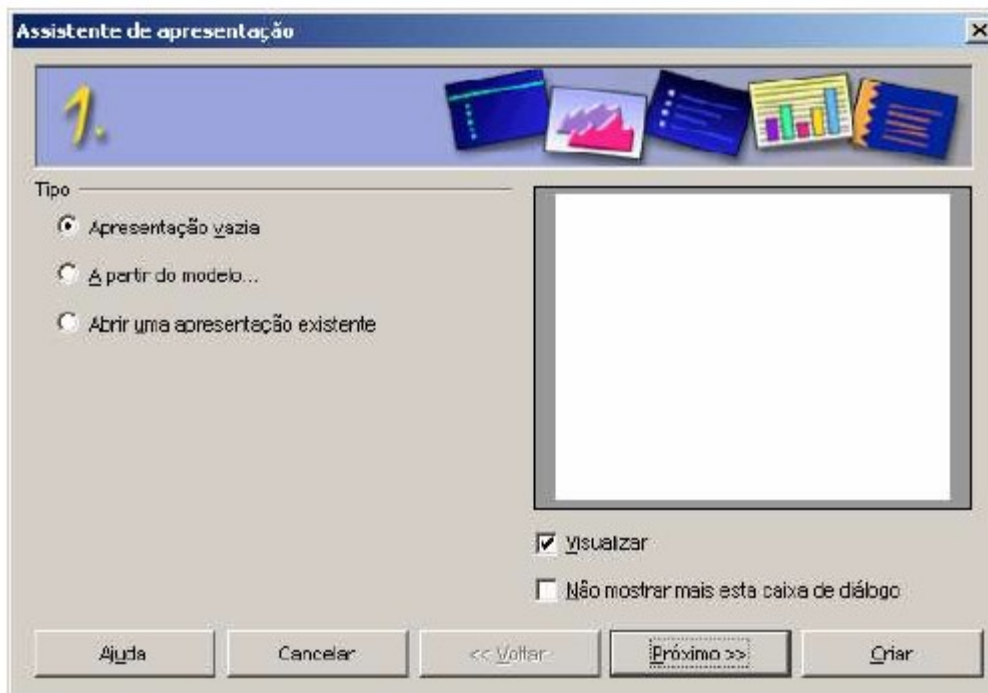 Assistente de apresentação
1.
Tipo
Apresentação vazia
A partir do modelo...
Abrir uma apresentação existente
Visualizar
Não mostrar mais esta caixa de diálogo
Ajuda
Cancelar
<< Voltar
Próximo >>
Criar